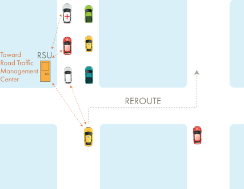 RSU
Toward
Road Traffic
Management
Center
REROUTE